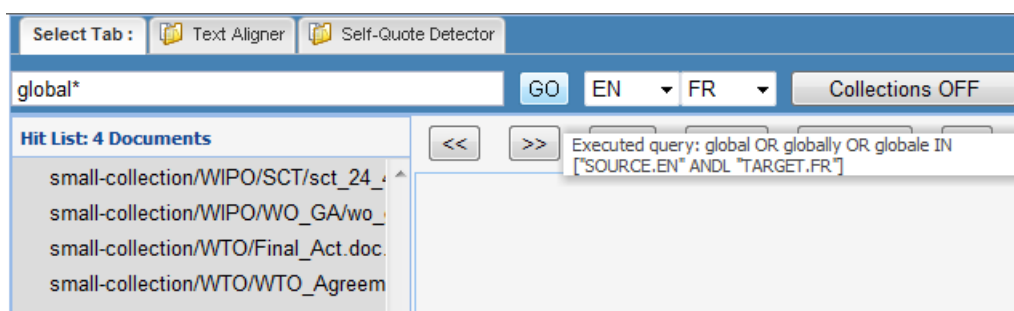 Select Tab : Text Aligner Self-Quote Detector
global* GO EN FR Collections OFF
Hit List: 4 Documents
<< >>
Executed query: global OR globally OR globale IN
["SOURCE.EN" ANDL "TARGET.FR"]
small-collection/WIPO/SCT/sct_24_
small-collection/WIPO/WO_GA/wo_
small-collection/WTO/Final_Act.doc.
small-collection/WTO/WTO_Agreem